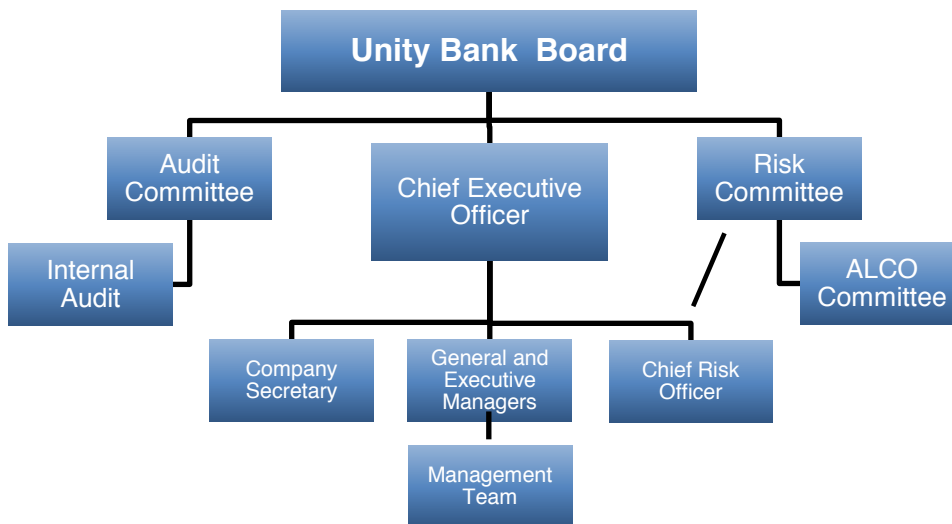 Unity Bank Board
Audit
Committee
Chief Executive
Officer
Risk
Committee
Internal
Audit
ALCO
Committee
Company
Secretary
General and
Executive
Managers
Chief Risk
Officer
Management
Team